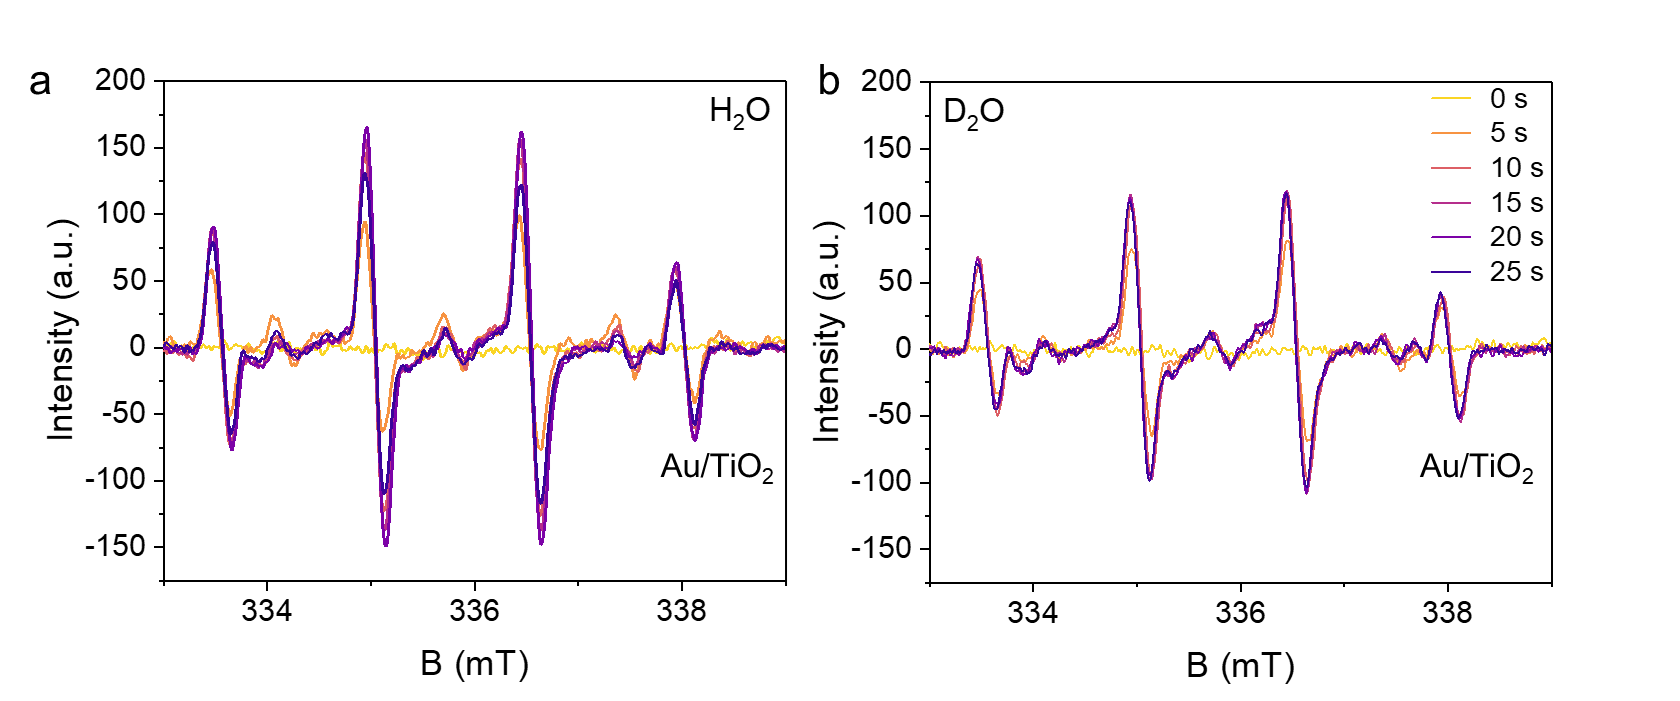 a
200
150
100
50
0
-50
-100
-150
Intensity (a.u.)
H₂O
Au/TiO₂
334
336
338
B (mT)
b
200
150
100
50
0
-50
-100
-150
Intensity (a.u.)
D₂O
0 s
5 s
10 s
15 s
20 s
25 s
Au/TiO₂
334
336
338
B (mT)